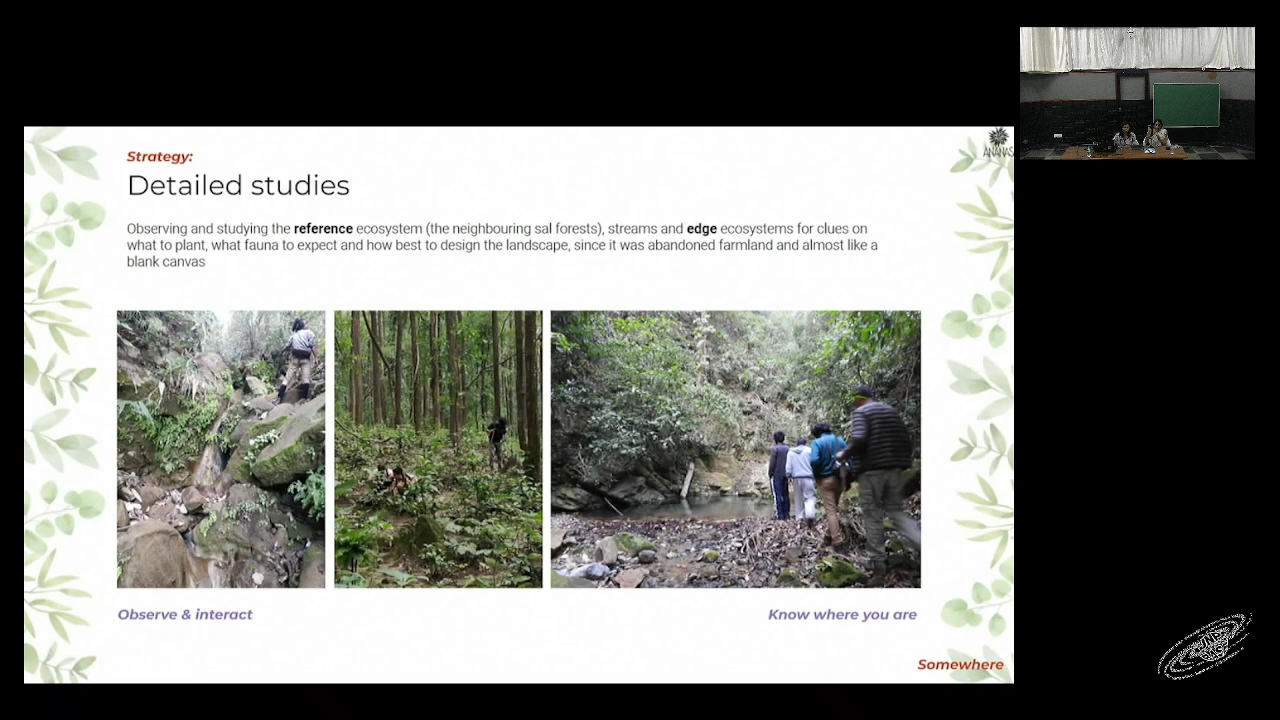 Strategy:
Detailed studies
ANANAS
Observing and studying the reference ecosystem (the neighbouring sal forests), streams and edge ecosystems for clues on
what to plant, what fauna to expect and how best to design the landscape, since it was abandoned farmland and almost like a
blank canvas
Observe & interact
Know where you are
Somewhere